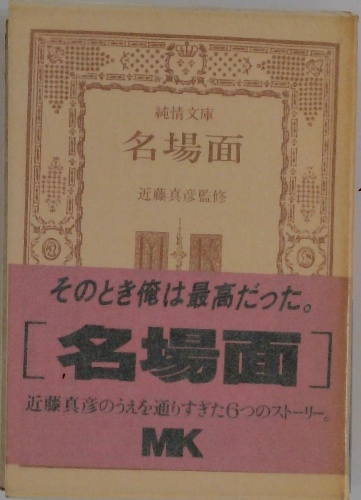 純情文庫
名場面
近藤真彦監修
そのとき俺は最高だった。
[名場面]
近藤真彦のうえを通りすぎた6つのストーリー。
MK